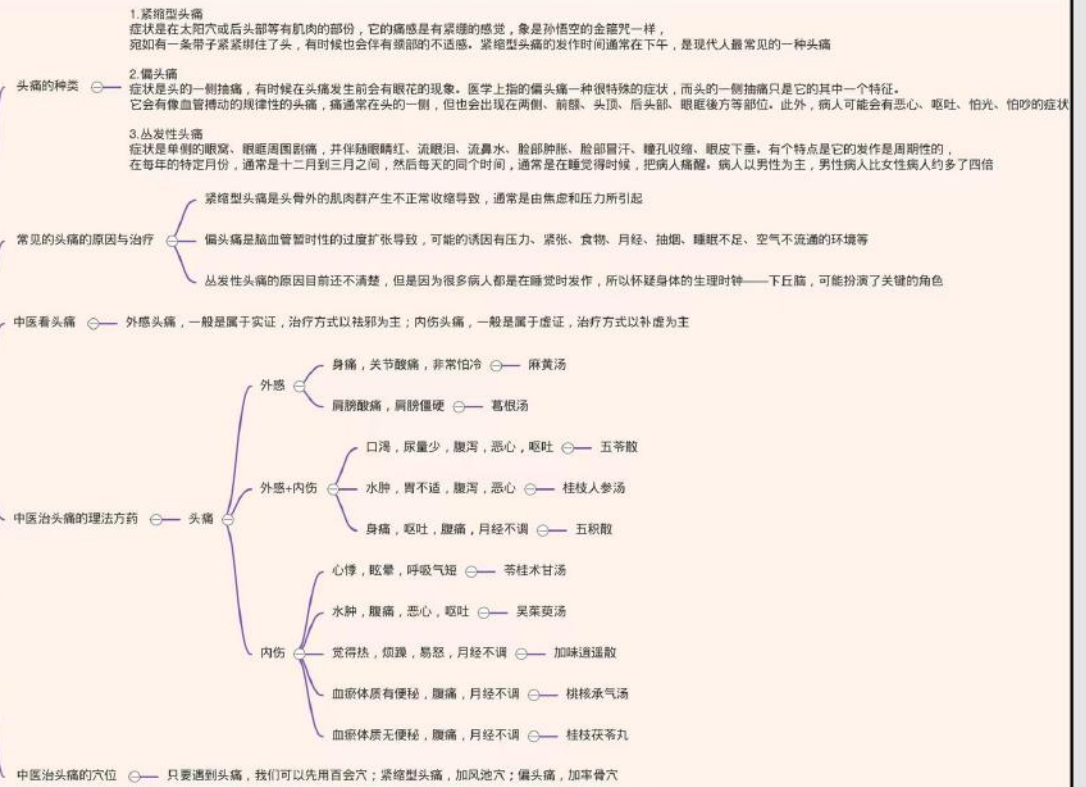 1.紧缩型头痛
症状是在太阳穴或后头部等有肌肉的部份，它的痛感是有紧绷的感觉，象是孙悟空的金箍咒一样，
宛如有一条带子紧紧绑住了头，有时候也会伴有颈部的不适感。紧缩型头痛的发作时间通常在下午，是现代人最常见的一种头痛
头痛的种类
2.偏头痛
症状是头的一侧抽痛，有时候在头痛发生前会有眼花的现象。医学上指的偏头痛一种很特殊的症状，而头的一侧抽痛只是它的其中一个特征。
它会有像血管搏动的规律性的头痛，痛通常在头的一侧，但也会出现在两侧、前额、头顶、后头部、眼眶後方等部位。此外，病人可能会有恶心、呕吐、怕光、怕吵的症状
3.丛发性头痛
症状是单侧的眼窝、眼眶周围剧痛，并伴随眼睛红、流眼泪、流鼻水、脸部肿胀、脸部冒汗、瞳孔收缩、眼皮下垂。有个特点是它的发作是周期性的，
在每年的特定月份，通常是十二月到三月之间，然后每天的同个时间，通常是在睡觉得时候，把病人痛醒。病人以男性为主，男性病人比女性病人约多了四倍
常见的头痛的原因与治疗
紧缩型头痛是头骨外的肌肉群产生不正常收缩导致，通常是由焦虑和压力所引起
偏头痛是脑血管暂时性的过度扩张导致，可能的诱因有压力、紧张、食物、月经、抽烟、睡眠不足、空气不流通的环境等
丛发性头痛的原因目前还不清楚，但是因为很多病人都是在睡觉时发作，所以怀疑身体的生理时钟——下丘脑，可能扮演了关键的角色
中医看头痛
外感头痛，一般是属于实证，治疗方式以祛邪为主；内伤头痛，一般是属于虚证，治疗方式以补虚为主
中医治头痛的理法方药
头痛
外感
身痛，关节酸痛，非常怕冷
麻黄汤
肩膀酸痛，肩膀僵硬
葛根汤
外感+内伤
口渴，尿量少，腹泻，恶心，呕吐
五苓散
水肿，胃不适，腹泻，恶心
桂枝人参汤
身痛，呕吐，腹痛，月经不调
五积散
内伤
心悸，眩晕，呼吸气短
苓桂术甘汤
水肿，腹痛，恶心，呕吐
吴茱萸汤
觉得热，烦躁，易怒，月经不调
加味逍遥散
血瘀体质有便秘，腹痛，月经不调
桃核承气汤
血瘀体质无便秘，腹痛，月经不调
桂枝茯苓丸
中医治头痛的穴位
只要遇到头痛，我们可以先用百会穴；紧缩型头痛，加风池穴；偏头痛，加率骨穴